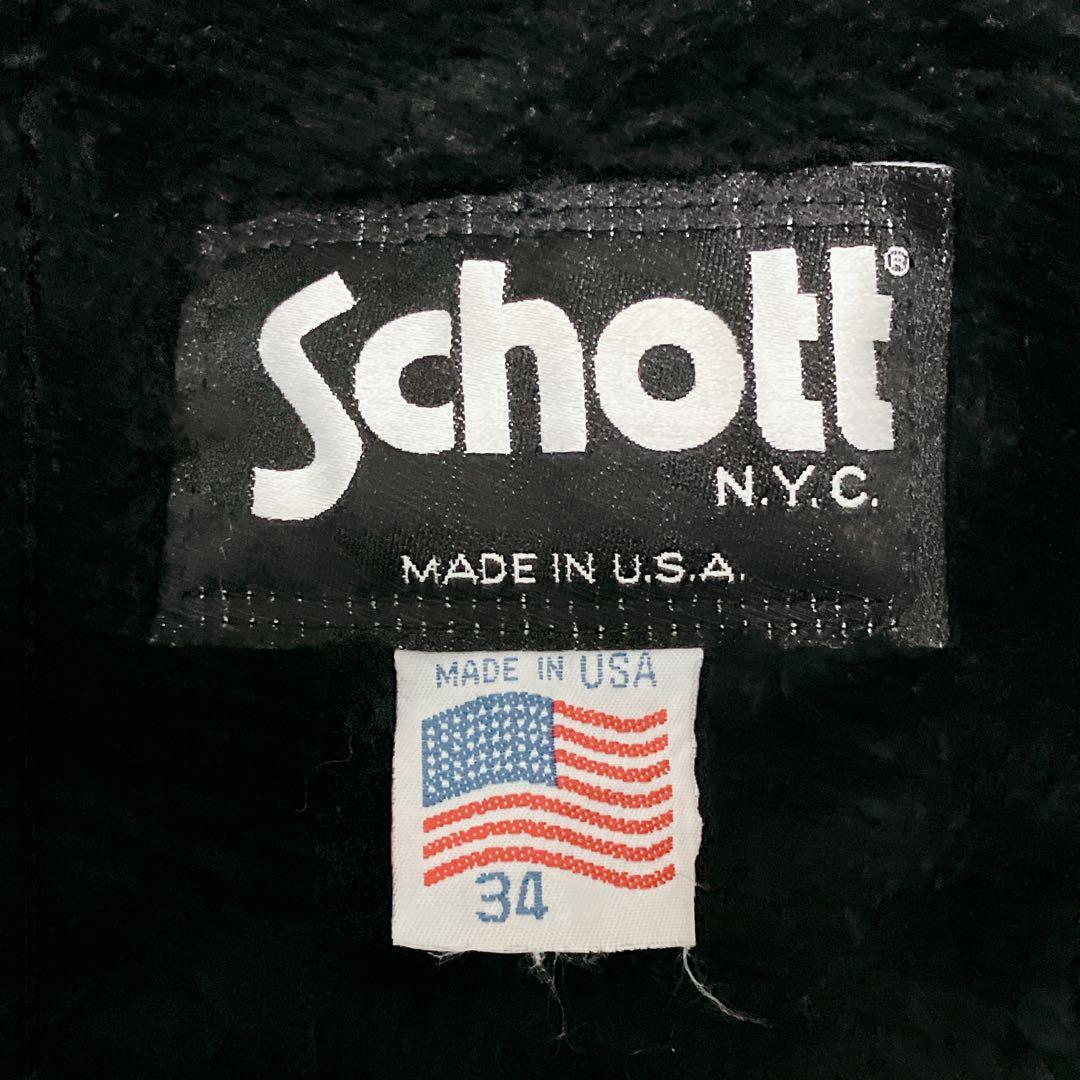 Schott®
N.Y.C.
MADE IN U.S.A.
MADE IN USA
34